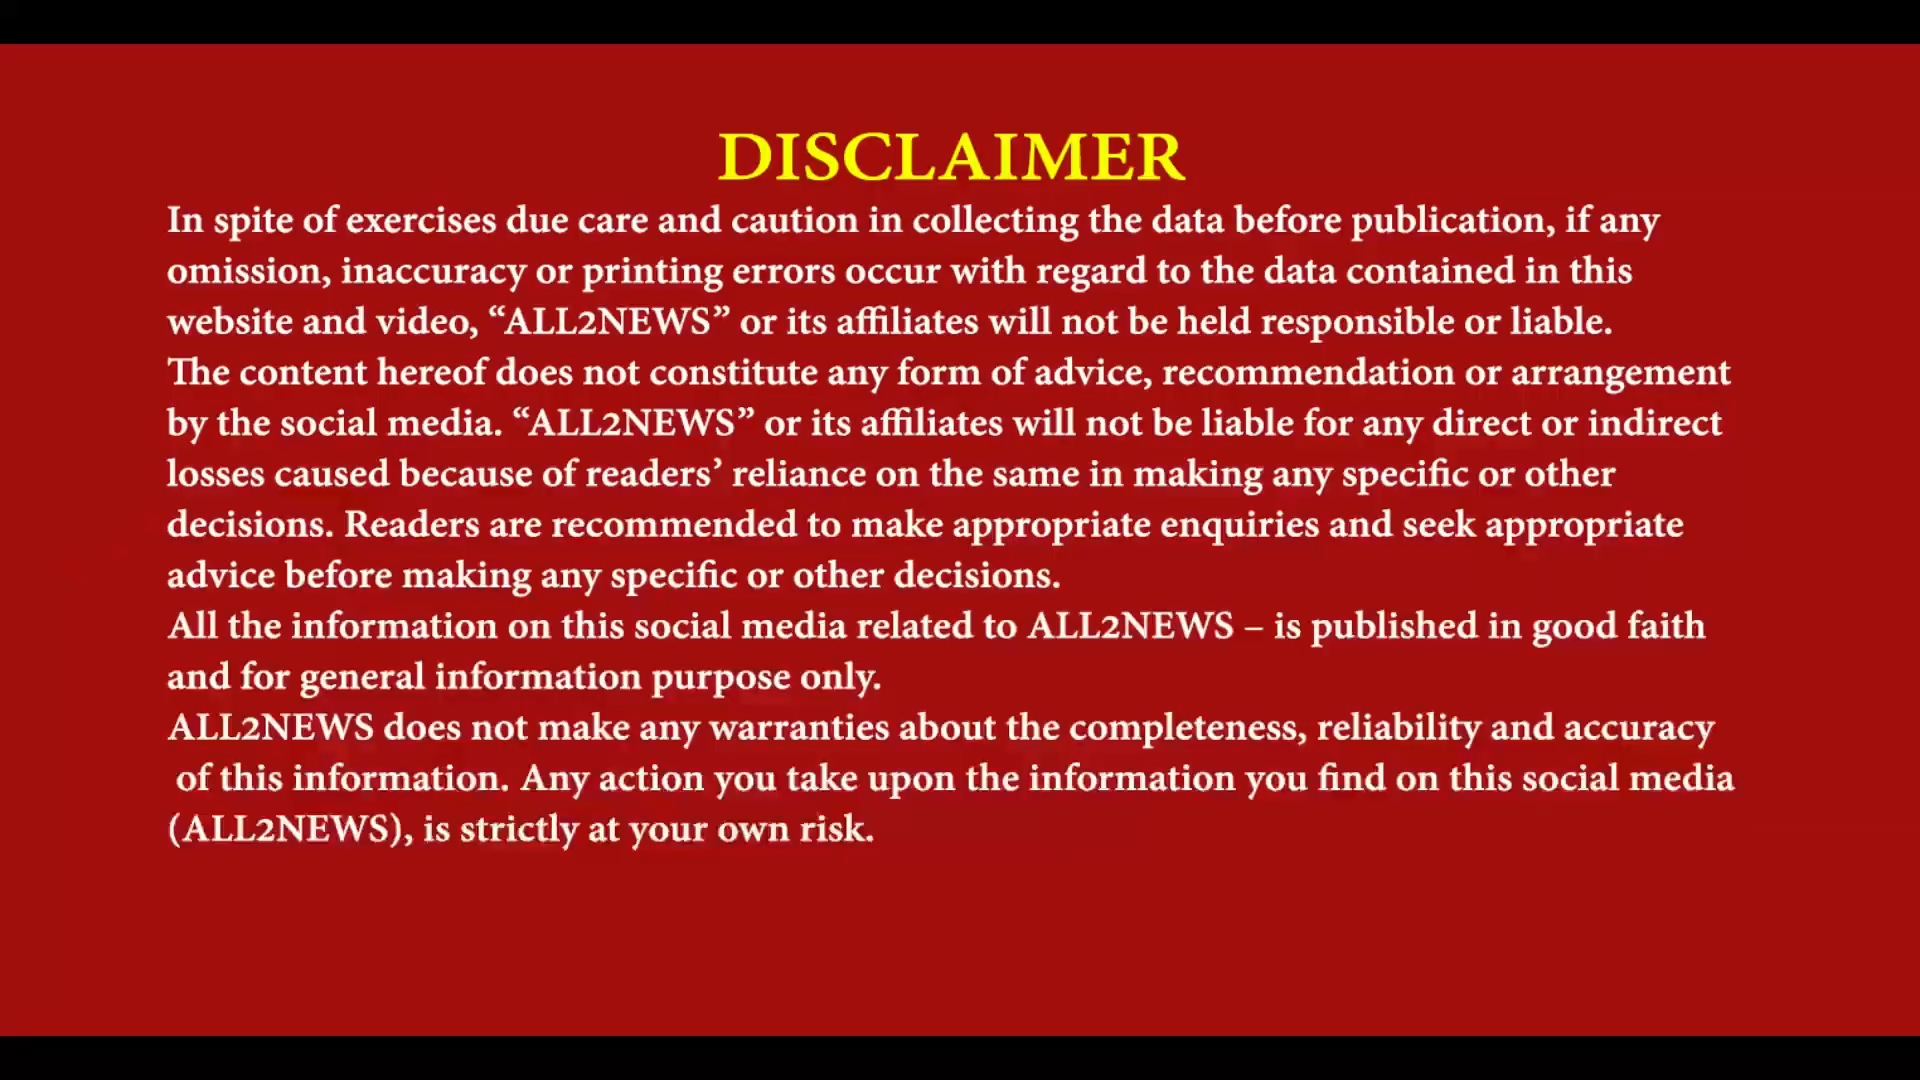 DISCLAIMER
In spite of exercises due care and caution in collecting the data before publication, if any
omission, inaccuracy or printing errors occur with regard to the data contained in this
website and video, “ALL2NEWS” or its affiliates will not be held responsible or liable.
The content hereof does not constitute any form of advice, recommendation or arrangement
by the social media. “ALL2NEWS” or its affiliates will not be liable for any direct or indirect
losses caused because of readers’ reliance on the same in making any specific or other
decisions. Readers are recommended to make appropriate enquiries and seek appropriate
advice before making any specific or other decisions.
All the information on this social media related to ALL2NEWS – is published in good faith
and for general information purpose only.
ALL2NEWS does not make any warranties about the completeness, reliability and accuracy
of this information. Any action you take upon the information you find on this social media
(ALL2NEWS), is strictly at your own risk.